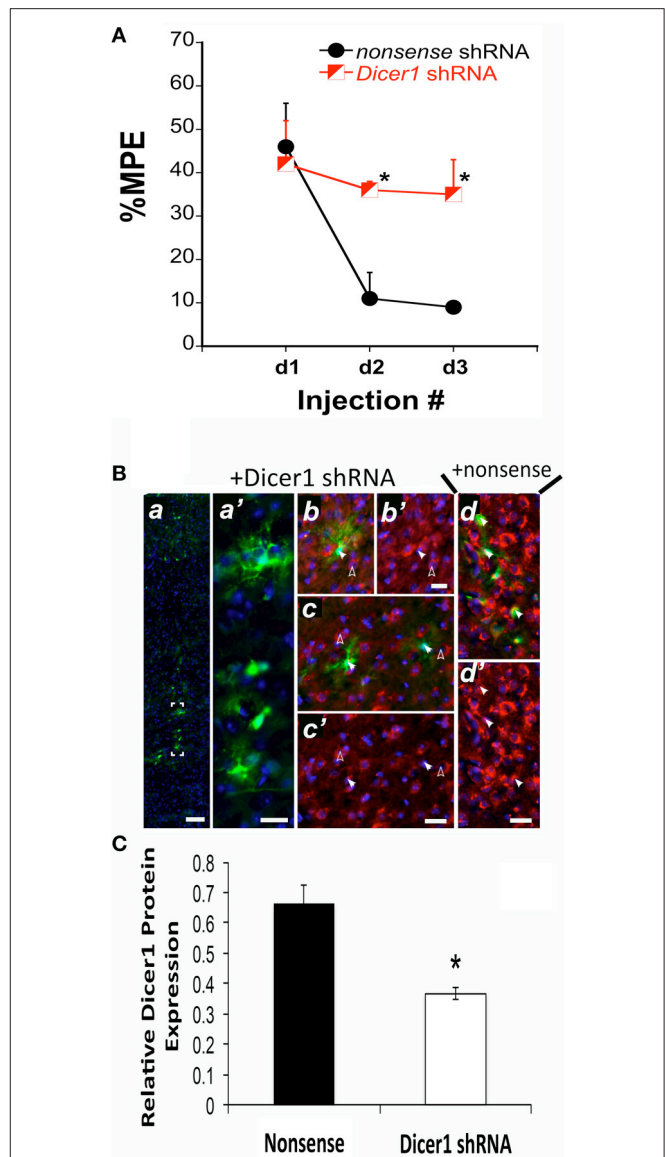 A
70
60
50
40
30
20
10
0
%MPE
nonsense shRNA
Dicer1 shRNA
*
*
d1 d2 d3
Injection #
B
+Dicer1 shRNA
+nonsense
a
a’
b
b’
c
c’
d
d’
C
0.8
0.7
0.6
0.5
0.4
0.3
0.2
0.1
0
Relative Dicer1 Protein
Expression
*
Nonsense
Dicer1 shRNA